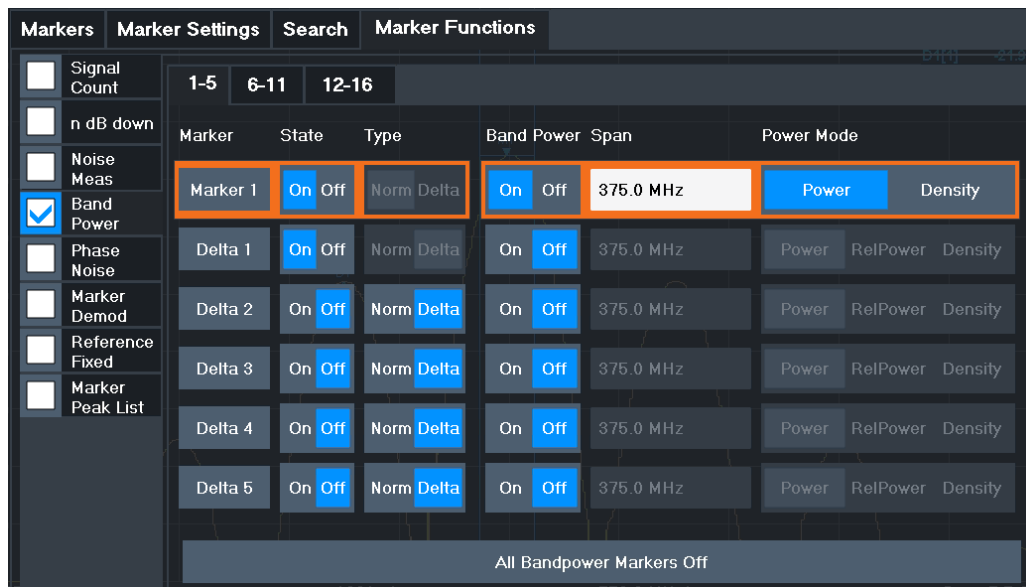 Markers Marker Settings Search Marker Functions
Signal
Count
n dB down
Noise
Meas
Band
Power
Phase
Noise
Marker
Demod
Reference
Fixed
Marker
Peak List
1-5 6-11 12-16
Marker State Type Band Power Span Power Mode
Marker 1 On Off Norm Delta On Off 375.0 MHz Power Density
Delta 1 On Off Norm Delta On Off 375.0 MHz Power RelPower Density
Delta 2 On Off Norm Delta On Off 375.0 MHz Power RelPower Density
Delta 3 On Off Norm Delta On Off 375.0 MHz Power RelPower Density
Delta 4 On Off Norm Delta On Off 375.0 MHz Power RelPower Density
Delta 5 On Off Norm Delta On Off 375.0 MHz Power RelPower Density
All Bandpower Markers Off